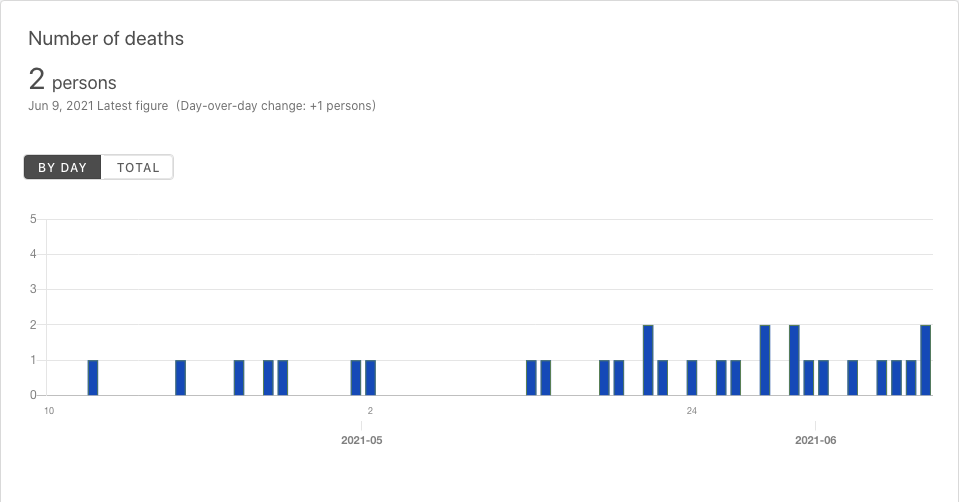 Number of deaths
2 persons
Jun 9, 2021 Latest figure (Day-over-day change: +1 persons)
BY DAY TOTAL
5
4
3
2
1
0
10 2 24
2021-05 2021-06